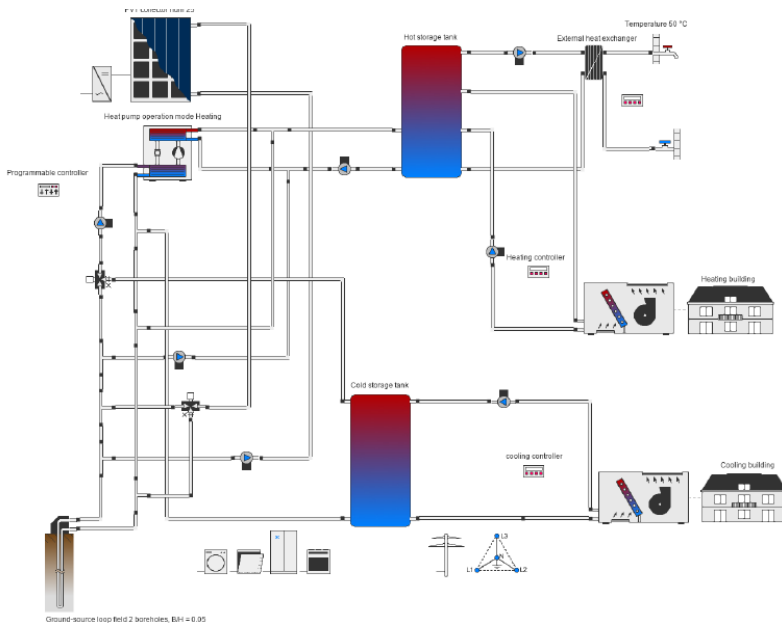 Temperature 50 °C
Hot storage tank
External heat exchanger
Heat pump operation mode Heating
Programmable controller
Heating controller
Heating building
Cold storage tank
cooling controller
Cooling building
L3
N
L1
L2
Ground-source loop field 2 boreholes, B/H = 0.05